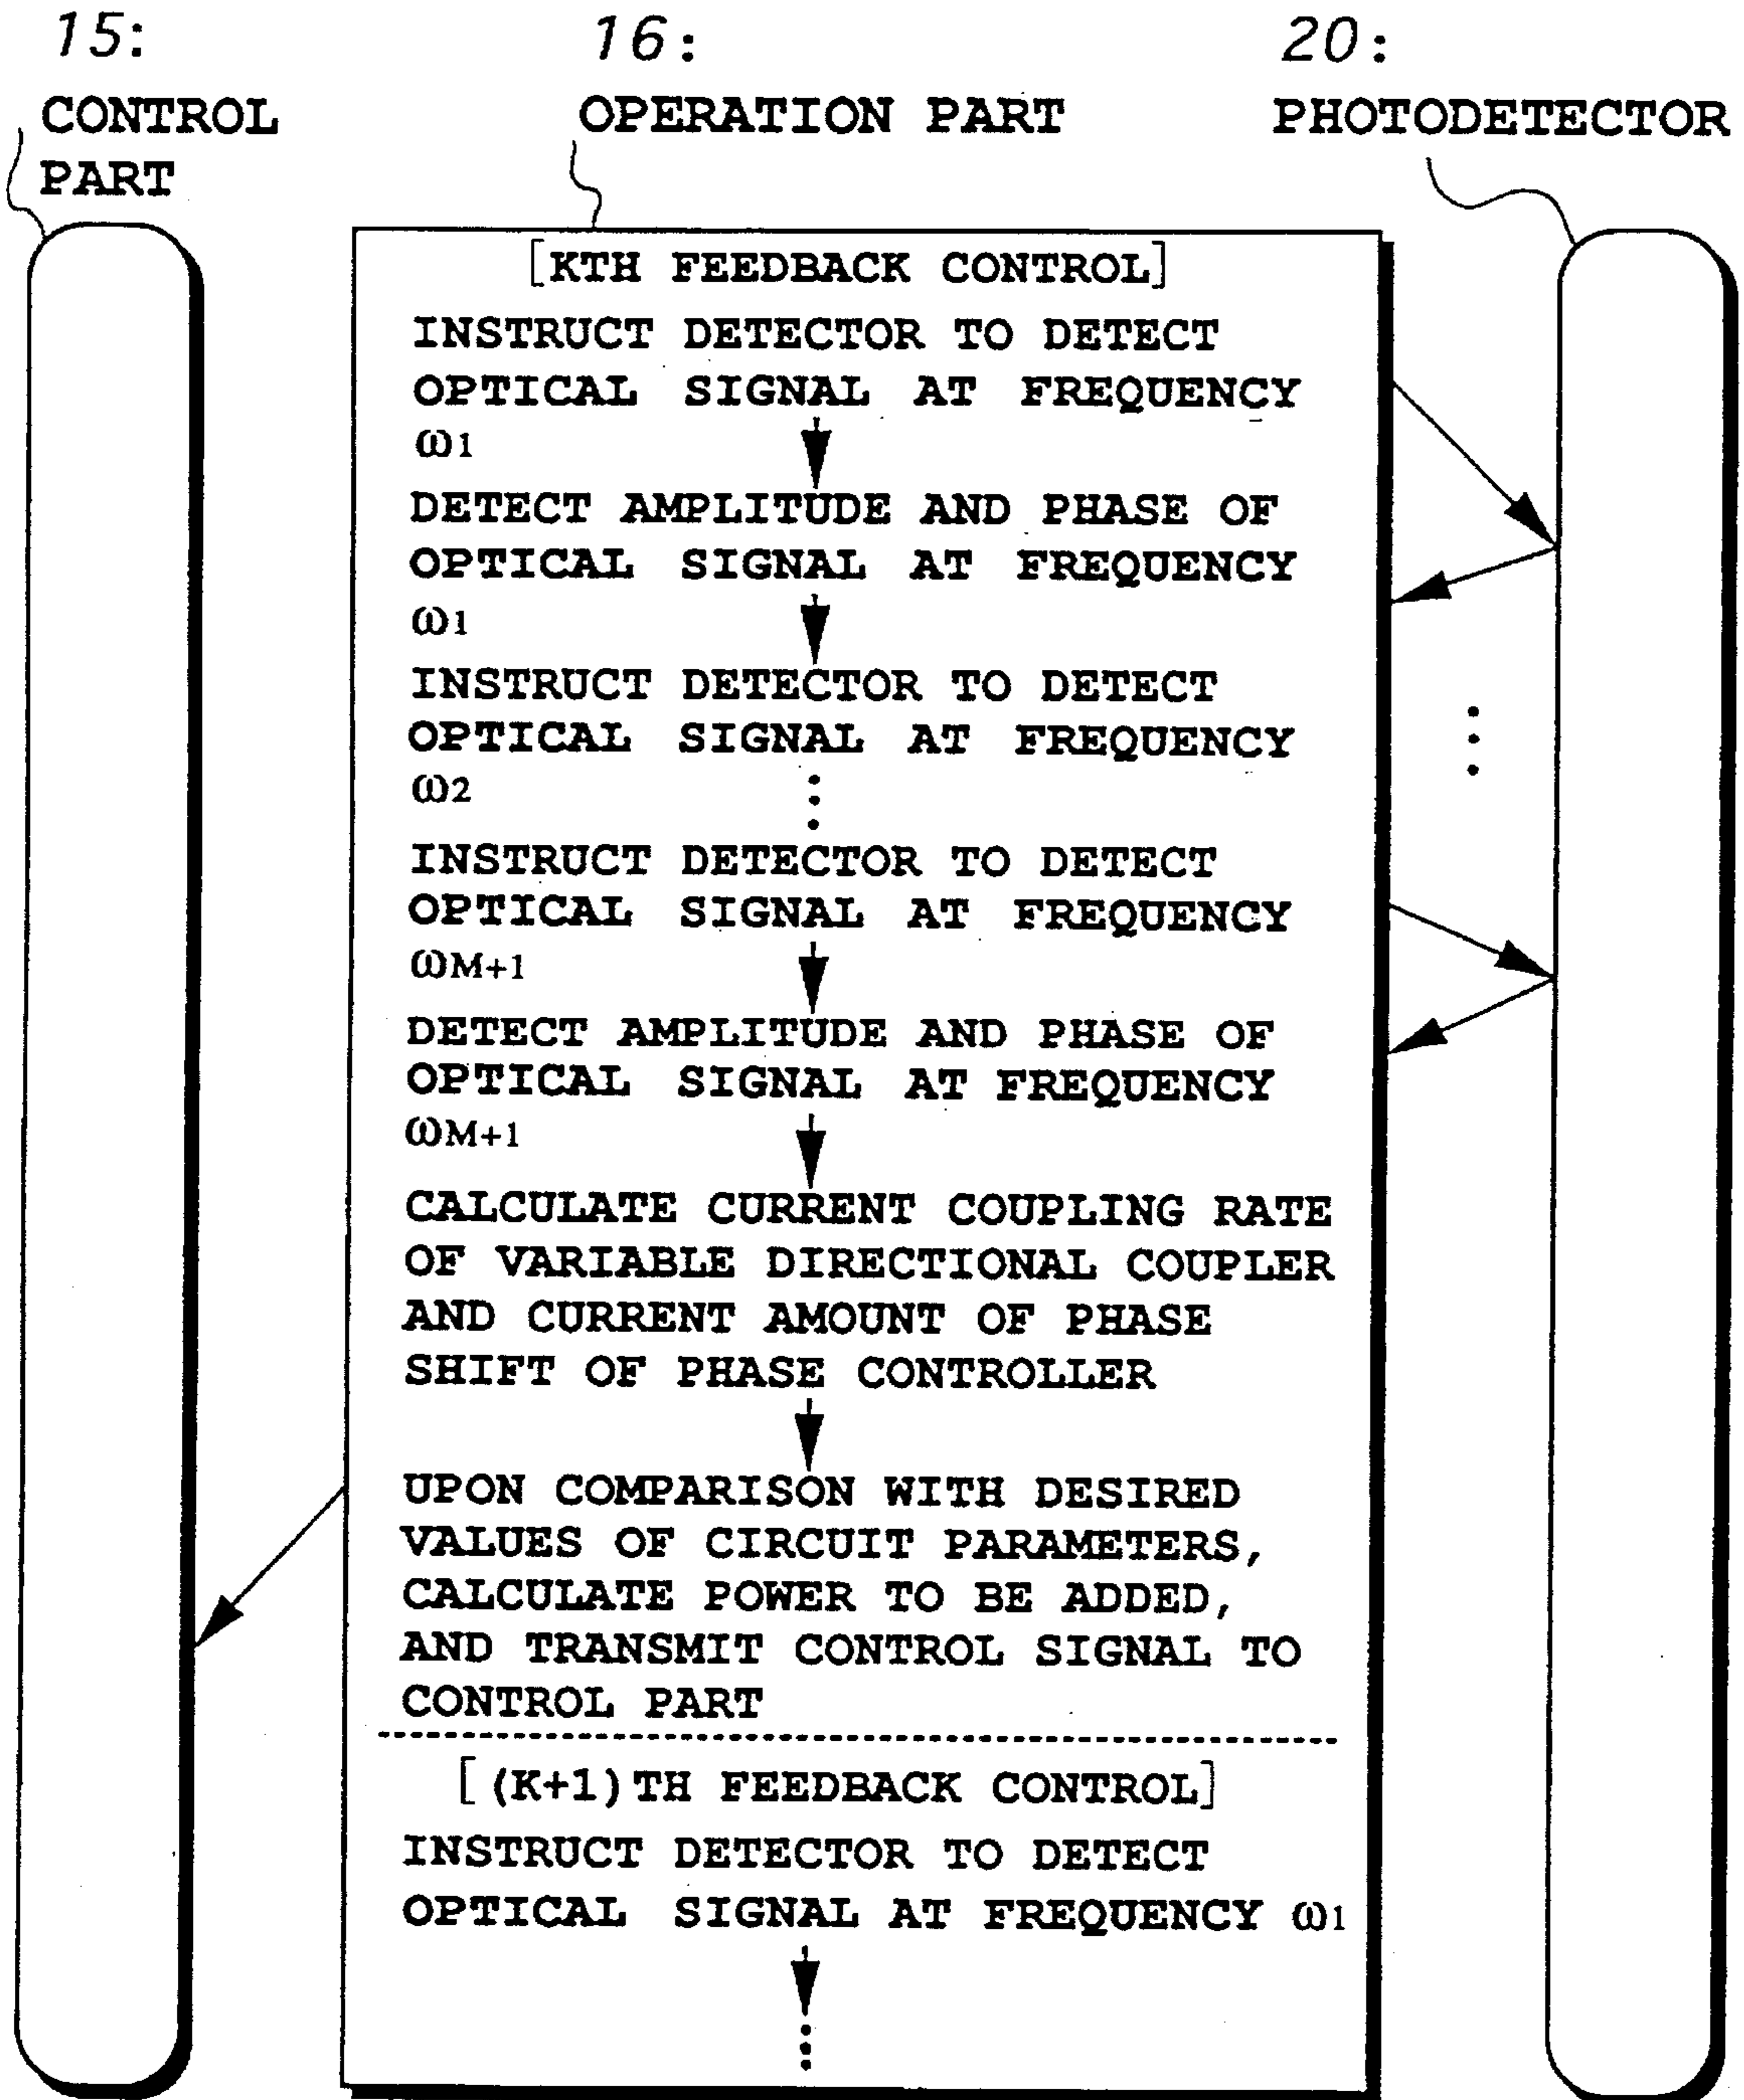 15:
CONTROL
PART
16:
OPERATION PART
20:
PHOTODETECTOR
[KTH FEEDBACK CONTROL]
INSTRUCT DETECTOR TO DETECT
OPTICAL SIGNAL AT FREQUENCY
ω1
DETECT AMPLITUDE AND PHASE OF
OPTICAL SIGNAL AT FREQUENCY
ω1
INSTRUCT DETECTOR TO DETECT
OPTICAL SIGNAL AT FREQUENCY
ω2
INSTRUCT DETECTOR TO DETECT
OPTICAL SIGNAL AT FREQUENCY
ωM+1
DETECT AMPLITUDE AND PHASE OF
OPTICAL SIGNAL AT FREQUENCY
ωM+1
CALCULATE CURRENT COUPLING RATE
OF VARIABLE DIRECTIONAL COUPLER
AND CURRENT AMOUNT OF PHASE
SHIFT OF PHASE CONTROLLER
UPON COMPARISON WITH DESIRED
VALUES OF CIRCUIT PARAMETERS,
CALCULATE POWER TO BE ADDED,
AND TRANSMIT CONTROL SIGNAL TO
CONTROL PART
[(K+1)TH FEEDBACK CONTROL]
INSTRUCT DETECTOR TO DETECT
OPTICAL SIGNAL AT FREQUENCY ω1